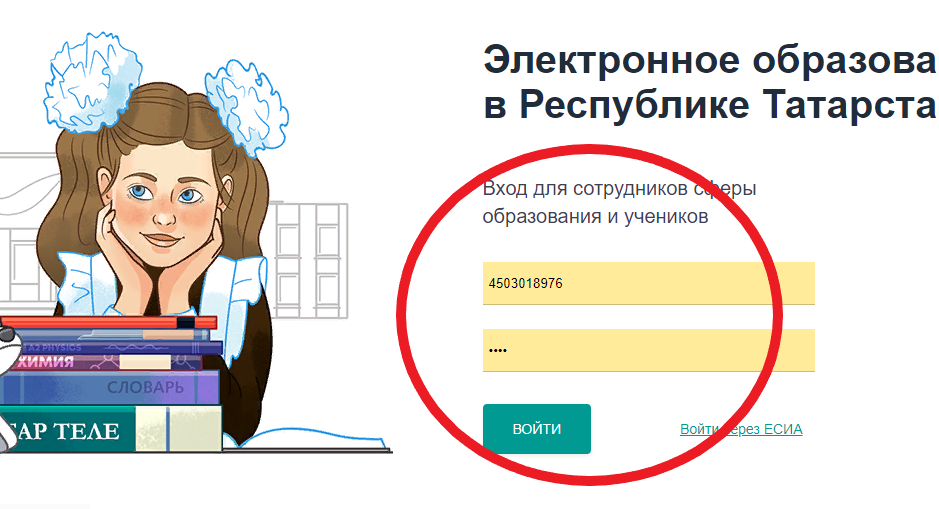 Электронное образова
в Республике Татарста
Вход для сотрудников сферы
образования и учеников
4503018976
••••
ВОЙТИ
Войти через ЕСИА
PHYSICS
ХИМИЯ
СЛОВАРЬ
ТАР ТЕЛЕ